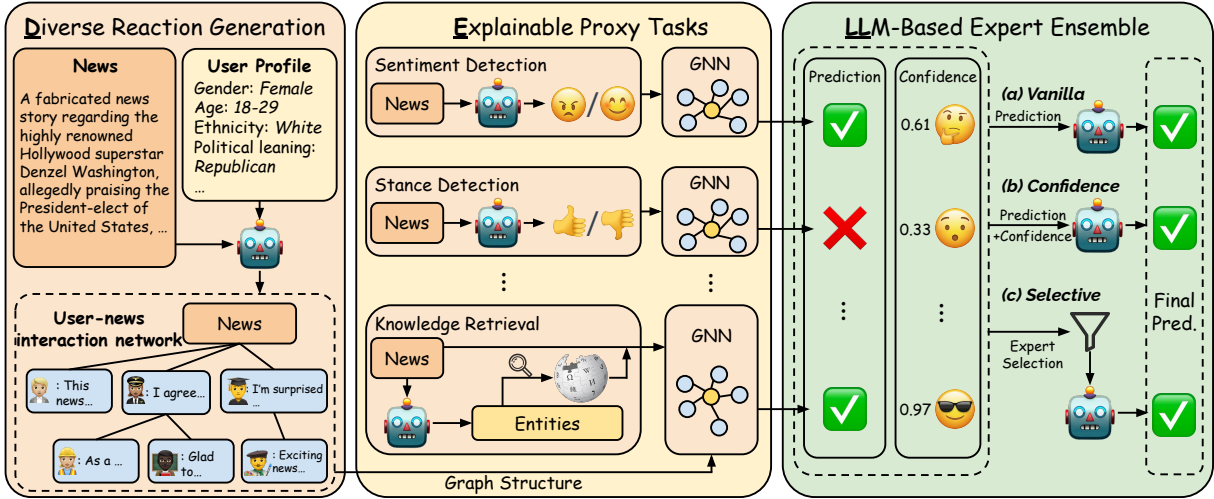 Diverse Reaction Generation
News
A fabricated news
story regarding the
highly renowned
Hollywood superstar
Denzel Washington,
allegedly praising the
President-elect of
the United States, ...
User Profile
Gender: Female
Age: 18-29
Ethnicity: White
Political leaning:
Republican
...
User-news
interaction network
News
: This
news...
: I agree...
: I'm surprised
...
: As a ...
: Glad
to...
: Exciting
news...
Explainable Proxy Tasks
Sentiment Detection
News
/
GNN
Stance Detection
News
/
GNN
Knowledge Retrieval
News
Entities
GNN
Graph Structure
LLM-Based Expert Ensemble
Prediction
Confidence
0.61
0.33
0.97
(a) Vanilla
Prediction
(b) Confidence
Prediction
+Confidence
(c) Selective
Expert
Selection
Final
Pred.